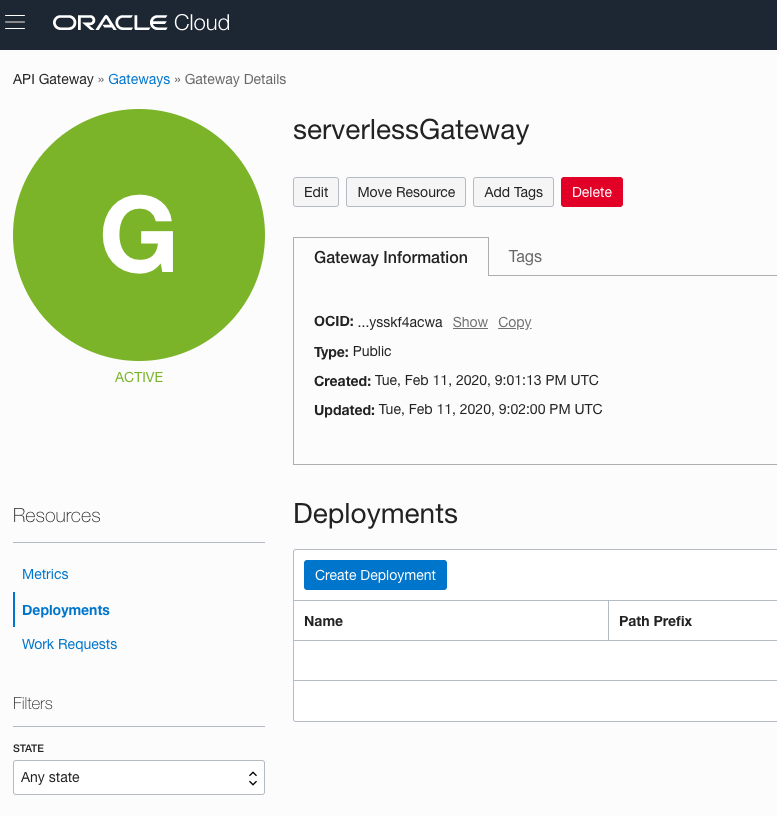 ORACLE Cloud
API Gateway » Gateways » Gateway Details
G
ACTIVE
serverlessGateway
Edit Move Resource Add Tags Delete
Gateway Information Tags
OCID: ...ysskf4acwa Show Copy
Type: Public
Created: Tue, Feb 11, 2020, 9:01:13 PM UTC
Updated: Tue, Feb 11, 2020, 9:02:00 PM UTC
Resources
Metrics
Deployments
Work Requests
Filters
STATE
Any state
Deployments
Create Deployment
Name Path Prefix